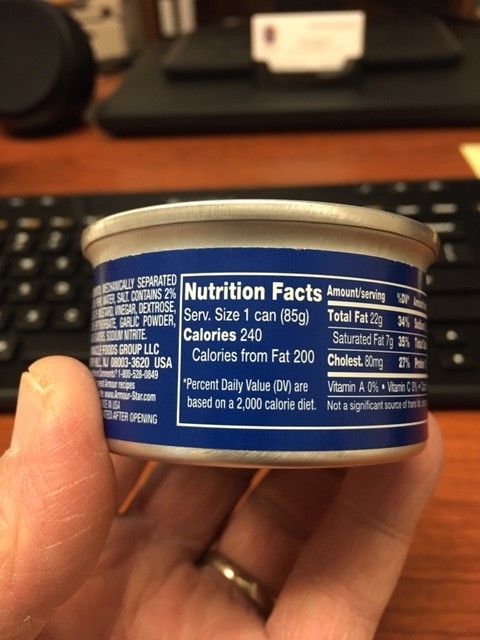 MECHANICALLY SEPARATED
WATER, SALT. CONTAINS 2%
VINEGAR, DEXTROSE,
GARLIC POWDER,
SODIUM NITRITE.
FOODS GROUP LLC
NJ 08003-3620 USA
1-800-528-0849
recipes
www.Armour-Star.com
IN USA
AFTER OPENING
Nutrition Facts
Serv. Size 1 can (85g)
Calories 240
Calories from Fat 200
*Percent Daily Value (DV) are
based on a 2,000 calorie diet.
Amount/serving %DV*
Total Fat 22g 34%
Saturated Fat 7g 35%
Cholest. 80mg 27%
Vitamin A 0% • Vitamin C 0% •
Not a significant source of trans fat,